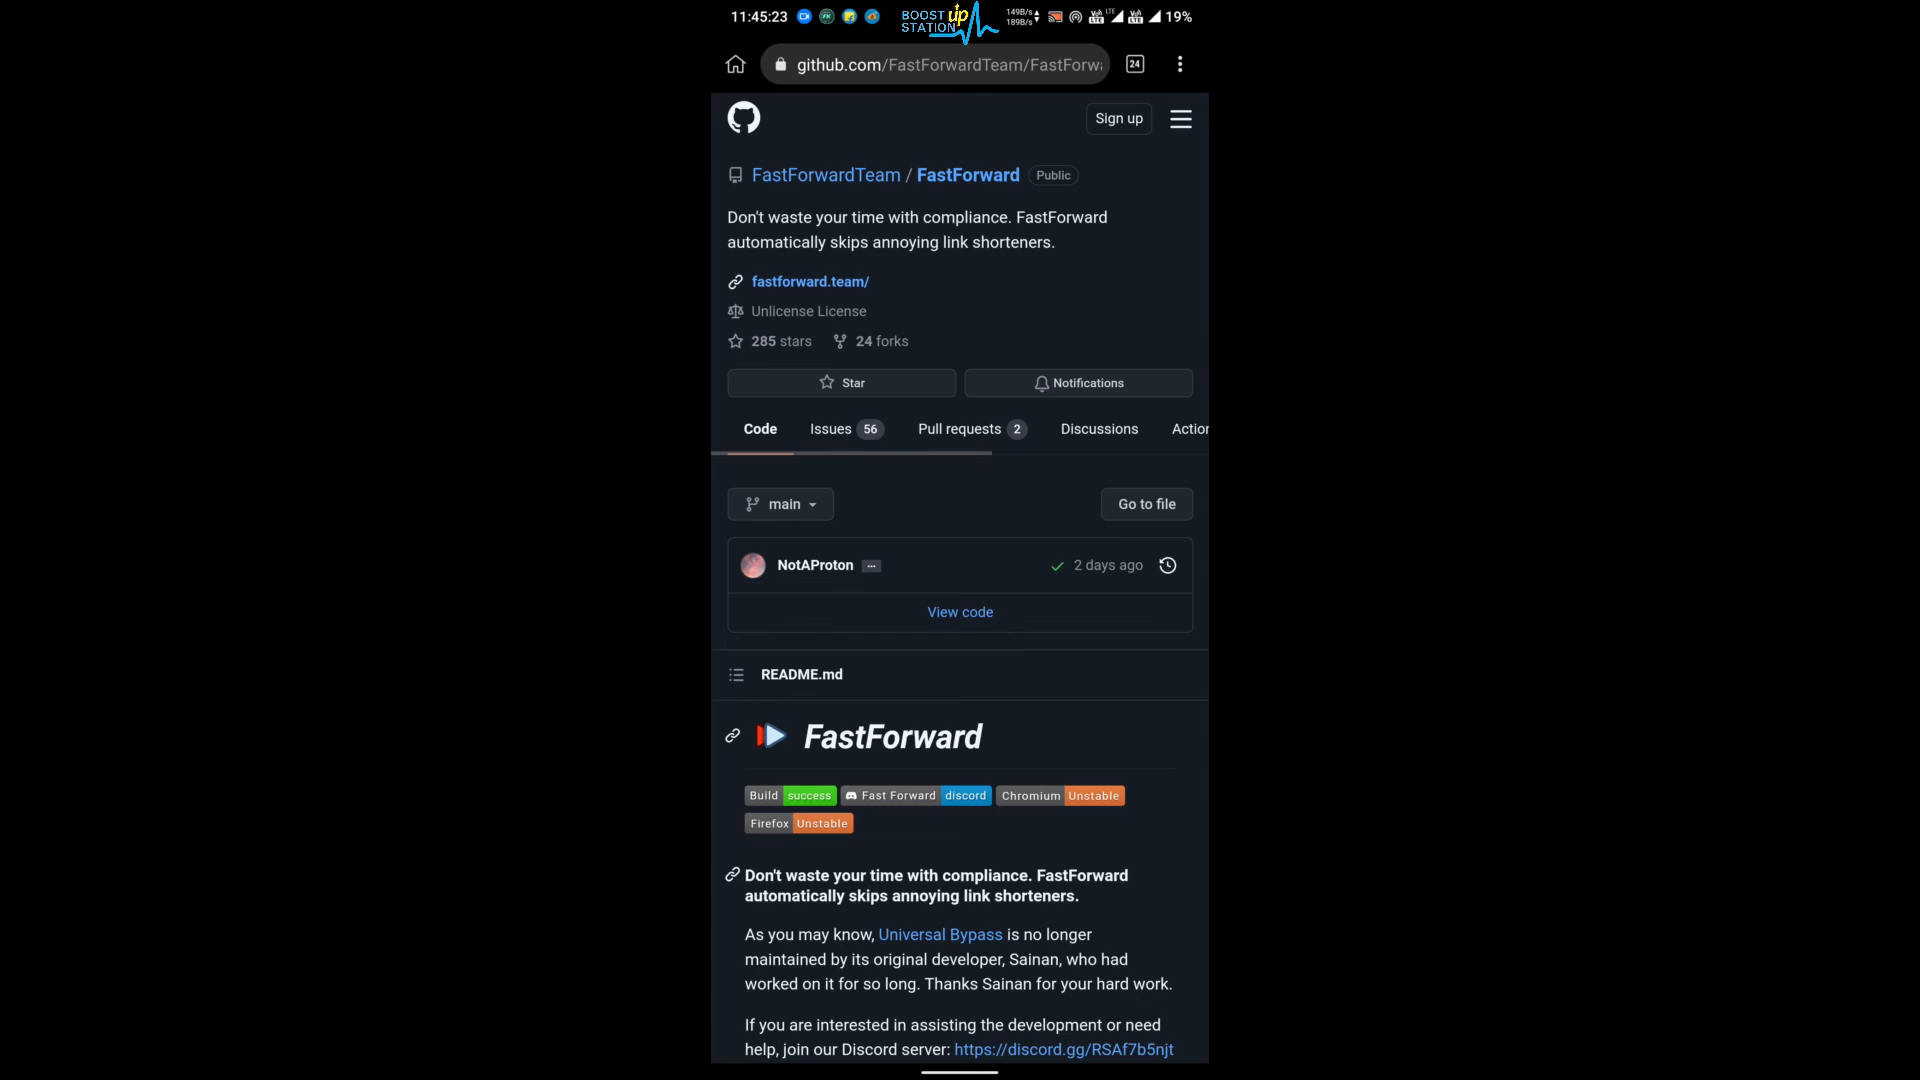 11:45:23
BOOST up
STATION
149B/s
189B/s
LTE
19%
github.com/FastForwardTeam/FastForwa
24
Sign up
FastForwardTeam / FastForward Public
Don't waste your time with compliance. FastForward
automatically skips annoying link shorteners.
fastforward.team/
Unlicense License
285 stars 24 forks
Star Notifications
Code Issues 56 Pull requests 2 Discussions Action
main Go to file
NotAProton ... 2 days ago
View code
README.md
FastForward
Build success Fast Forward discord Chromium Unstable
Firefox Unstable
Don't waste your time with compliance. FastForward
automatically skips annoying link shorteners.
As you may know, Universal Bypass is no longer
maintained by its original developer, Sainan, who had
worked on it for so long. Thanks Sainan for your hard work.
If you are interested in assisting the development or need
help, join our Discord server: https://discord.gg/RSAf7b5njt